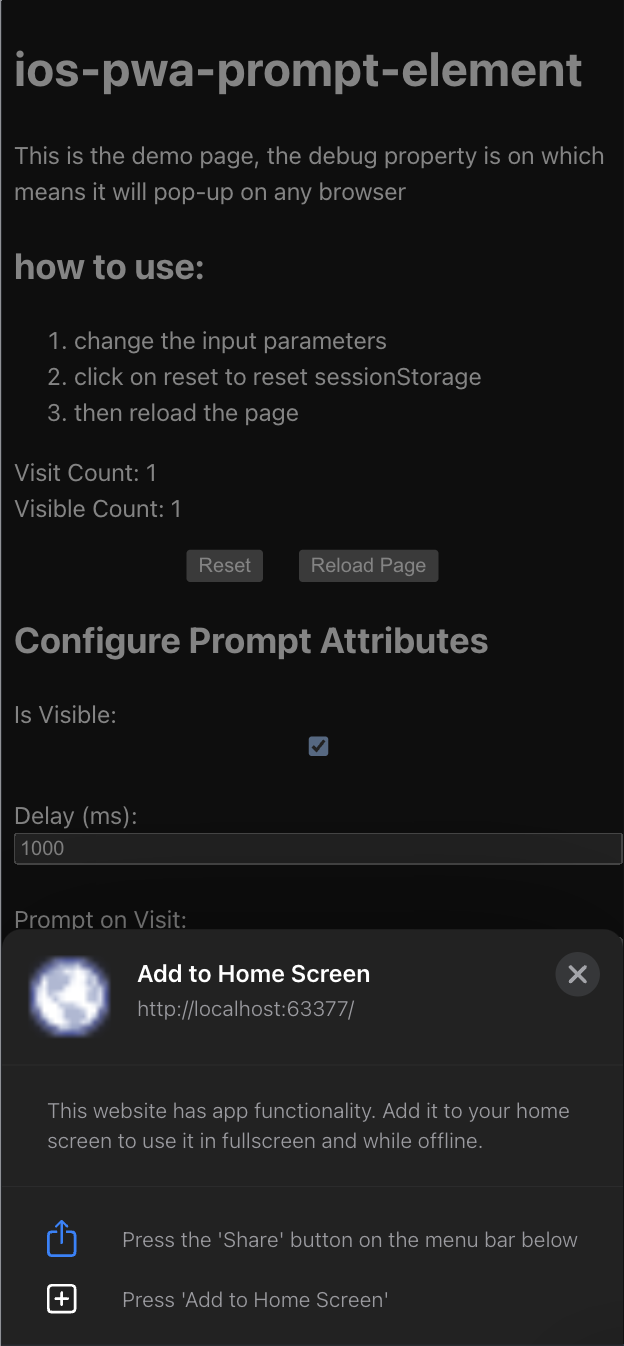 ios-pwa-prompt-element
This is the demo page, the debug property is on which
means it will pop-up on any browser
how to use:
1. change the input parameters
2. click on reset to reset sessionStorage
3. then reload the page
Visit Count: 1
Visible Count: 1
Reset Reload Page
Configure Prompt Attributes
Is Visible:
Delay (ms):
1000
Prompt on Visit:
Add to Home Screen
http://localhost:63377/
This website has app functionality. Add it to your home
screen to use it in fullscreen and while offline.
Press the 'Share' button on the menu bar below
Press 'Add to Home Screen'